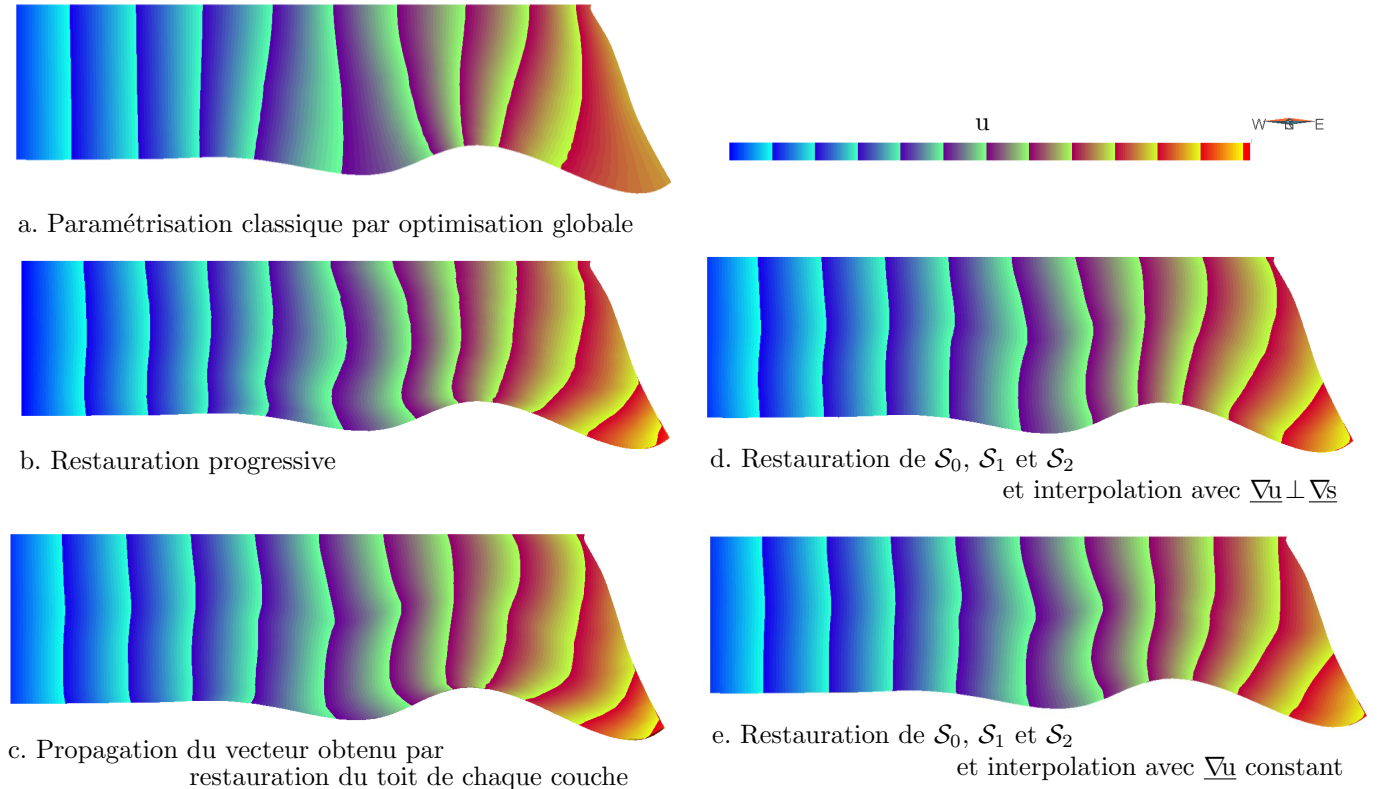 u
W E
a. Paramétrisation classique par optimisation globale
b. Restauration progressive
d. Restauration de S₀, S₁ et S₂
et interpolation avec ∇u ⊥ ∇s
c. Propagation du vecteur obtenu par
restauration du toit de chaque couche
e. Restauration de S₀, S₁ et S₂
et interpolation avec ∇u constant